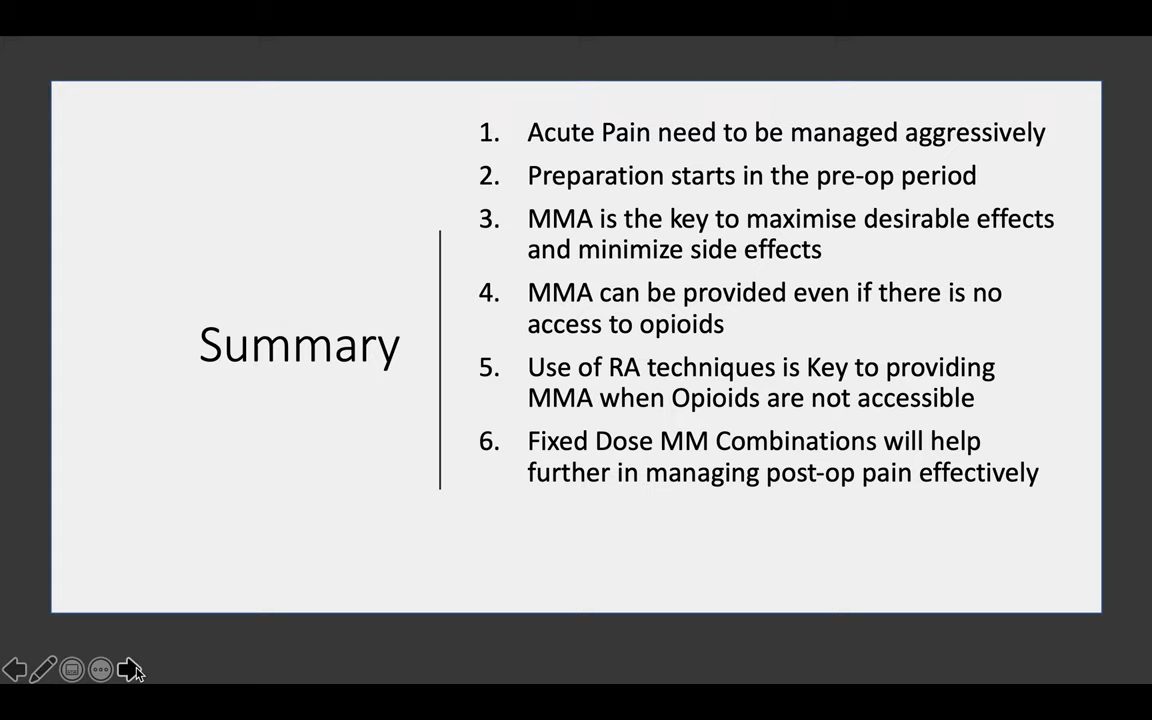 Summary
1. Acute Pain need to be managed aggressively
2. Preparation starts in the pre-op period
3. MMA is the key to maximise desirable effects
and minimize side effects
4. MMA can be provided even if there is no
access to opioids
5. Use of RA techniques is Key to providing
MMA when Opioids are not accessible
6. Fixed Dose MM Combinations will help
further in managing post-op pain effectively